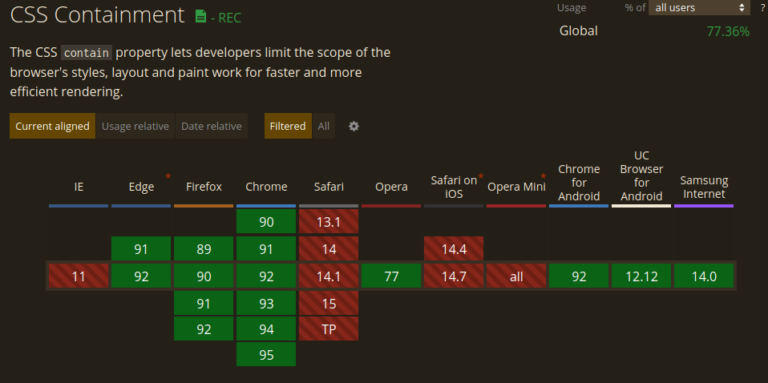 CSS Containment - REC
Usage % of all users ?
Global 77.36%
The CSS contain property lets developers limit the scope of the
browser's styles, layout and paint work for faster and more
efficient rendering.
Current aligned Usage relative Date relative Filtered All
IE Edge * Firefox Chrome Safari Opera Safari on iOS * Opera Mini * Chrome for Android UC Browser for Android Samsung Internet
90 13.1
91 89 91 14 14.4
11 92 90 92 14.1 77 14.7 all 92 12.12 14.0
91 93 15
92 94 TP
95